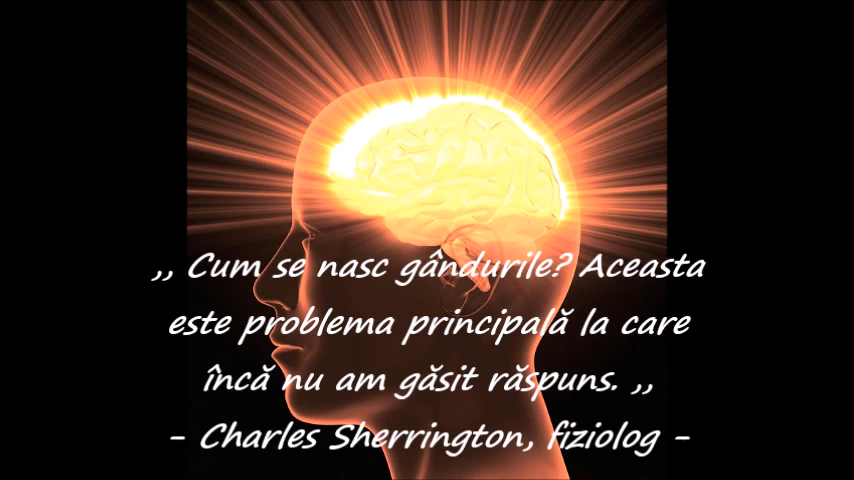 ,, Cum se nasc gândurile? Aceasta
este problema principală la care
încă nu am găsit răspuns. ,,
- Charles Sherrington, fiziolog -